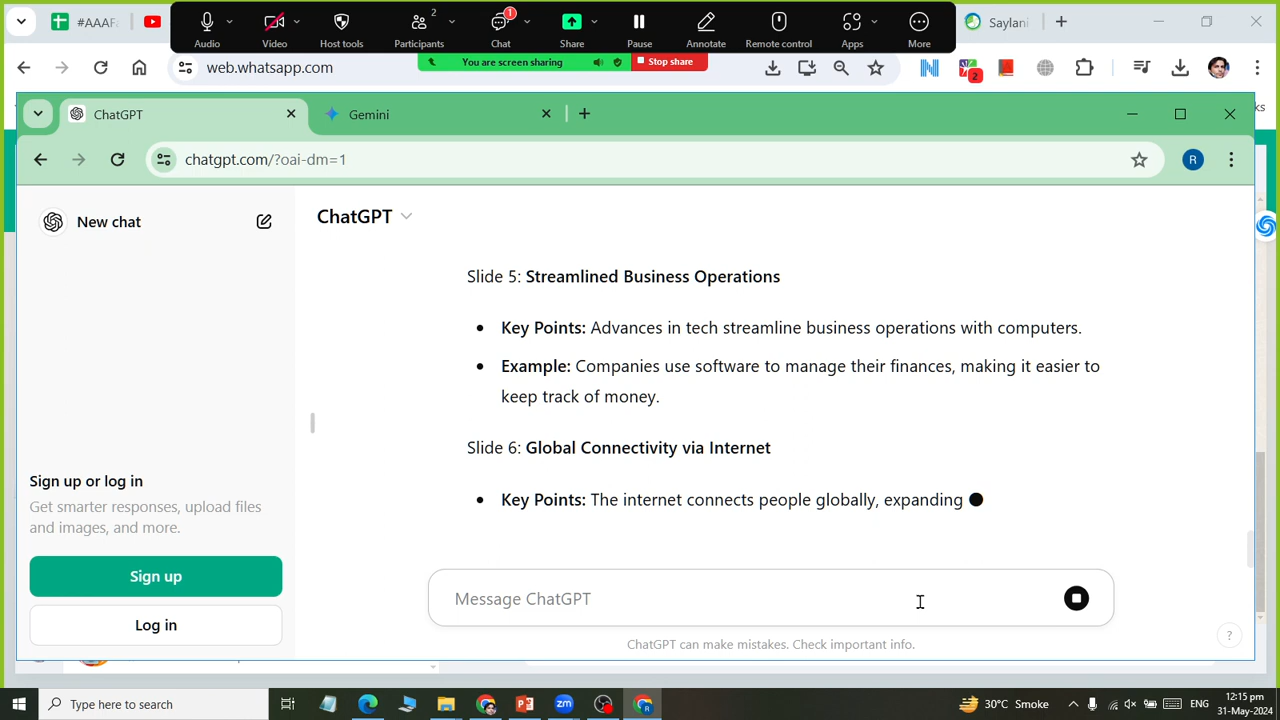 #AAAF
Audio
Video
Host tools
2
Participants
1
Chat
Share
Pause
Annotate
Remote control
Apps
More
Saylani
web.whatsapp.com
You are screen sharing
Stop share
2
ChatGPT
Gemini
chatgpt.com/?oai-dm=1
R
New chat
ChatGPT
Slide 5: Streamlined Business Operations
Key Points: Advances in tech streamline business operations with computers.
Example: Companies use software to manage their finances, making it easier to
keep track of money.
Slide 6: Global Connectivity via Internet
Key Points: The internet connects people globally, expanding
Sign up or log in
Get smarter responses, upload files
and images, and more.
Sign up
Log in
Message ChatGPT
ChatGPT can make mistakes. Check important info.
?
Type here to search
zm
30°C Smoke
ENG
12:15 pm
31-May-2024